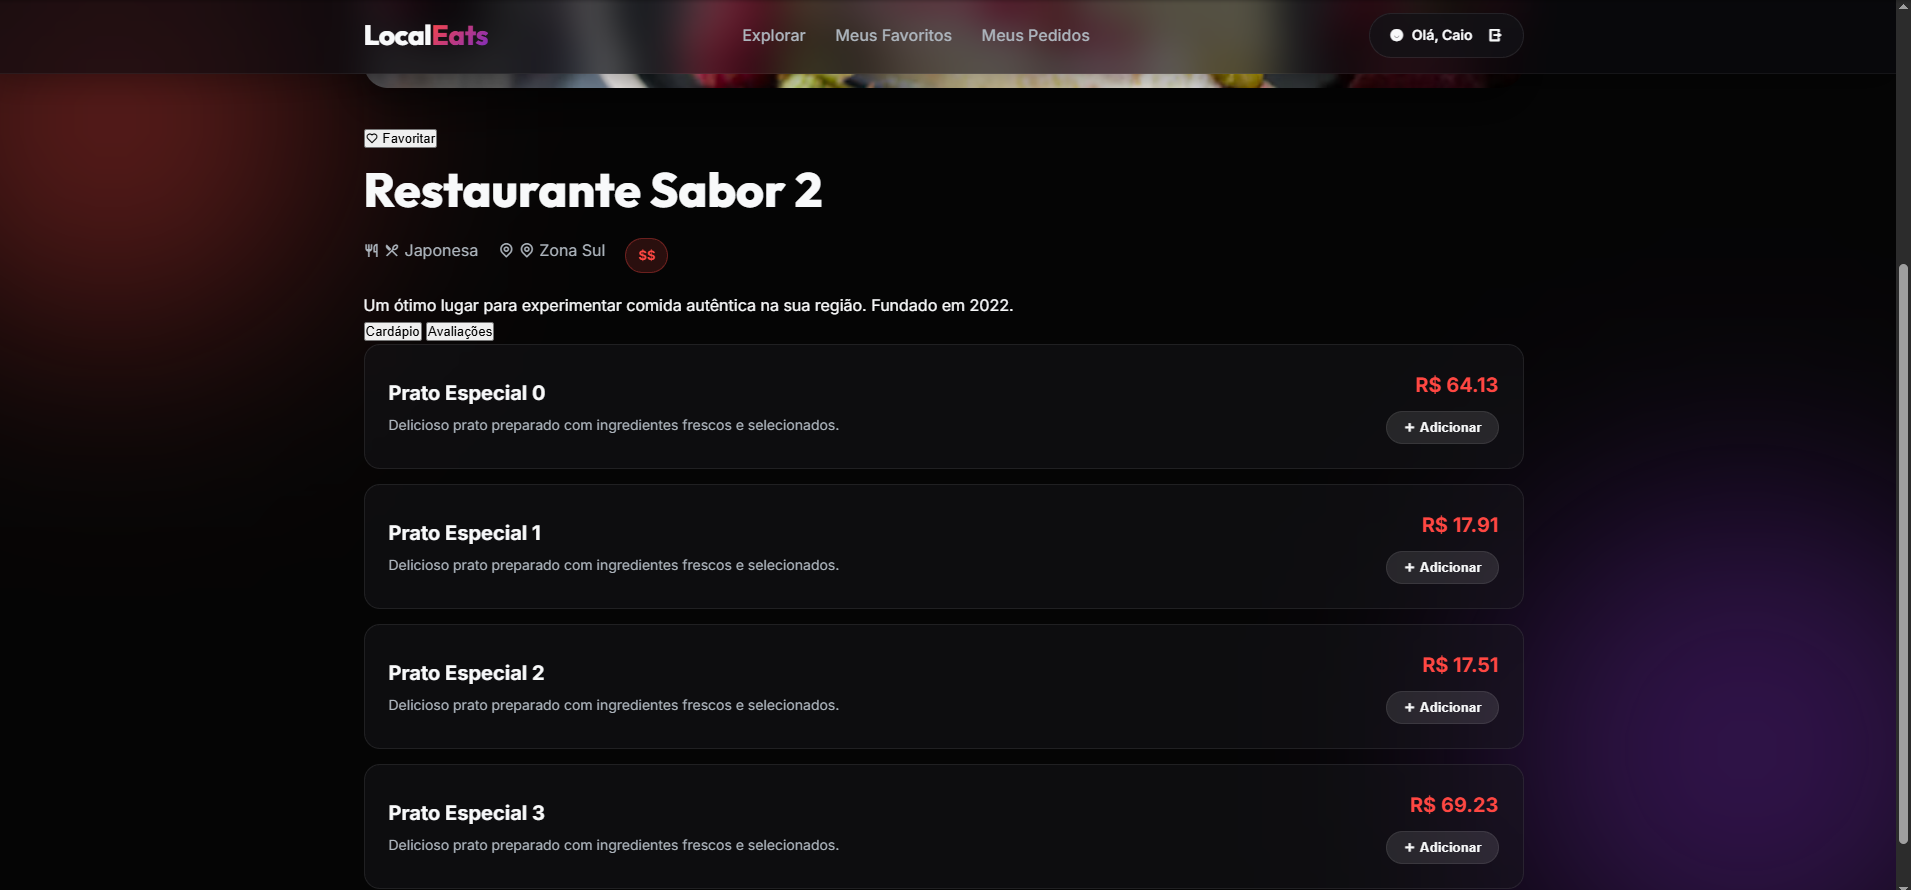 LocalEats
Explorar Meus Favoritos Meus Pedidos
Olá, Caio
Favoritar
Restaurante Sabor 2
Japonesa Zona Sul $$
Um ótimo lugar para experimentar comida autêntica na sua região. Fundado em 2022.
Cardápio Avaliações
Prato Especial 0
Delicioso prato preparado com ingredientes frescos e selecionados.
R$ 64.13
+ Adicionar
Prato Especial 1
Delicioso prato preparado com ingredientes frescos e selecionados.
R$ 17.91
+ Adicionar
Prato Especial 2
Delicioso prato preparado com ingredientes frescos e selecionados.
R$ 17.51
+ Adicionar
Prato Especial 3
Delicioso prato preparado com ingredientes frescos e selecionados.
R$ 69.23
+ Adicionar